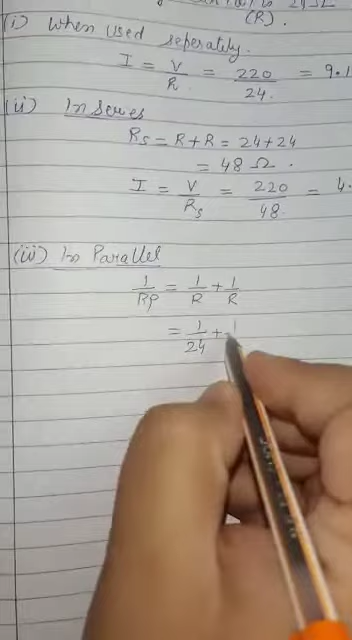 (R).
(i) When used seperately.
I = V/R = 220/24 = 9.1
(ii) In series
Rs = R + R = 24 + 24
= 48 Ω.
I = V/Rs = 220/48 = 4.
(iii) In Parallel
1/Rp = 1/R + 1/R
= 1/24 + 1